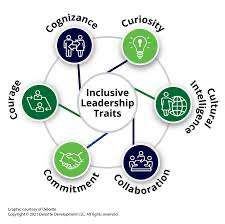 Cognizance
Curiosity
Courage
Inclusive
Leadership
Traits
Cultural
Intelligence
Commitment
Collaboration
Graphic courtesy of Deloitte
Copyright © 2021 Deloitte Development LLC. All rights reserved.